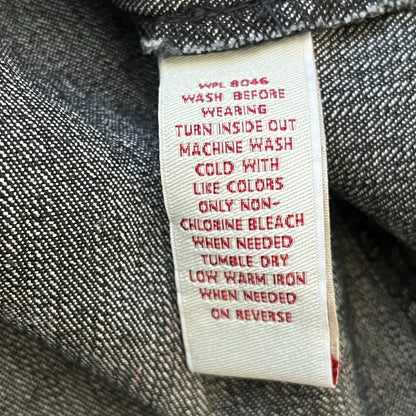 WPL 8046
WASH BEFORE
WEARING
TURN INSIDE OUT
MACHINE WASH
COLD WITH
LIKE COLORS
ONLY NON-
CHLORINE BLEACH
WHEN NEEDED
TUMBLE DRY
LOW WARM IRON
WHEN NEEDED
ON REVERSE